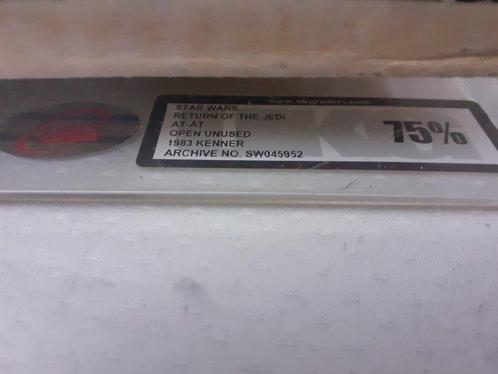 www.ukgraders.com
STAR WARS
RETURN OF THE JEDI
AT-AT
OPEN UNUSED
1983 KENNER
ARCHIVE NO. SW045952
75%